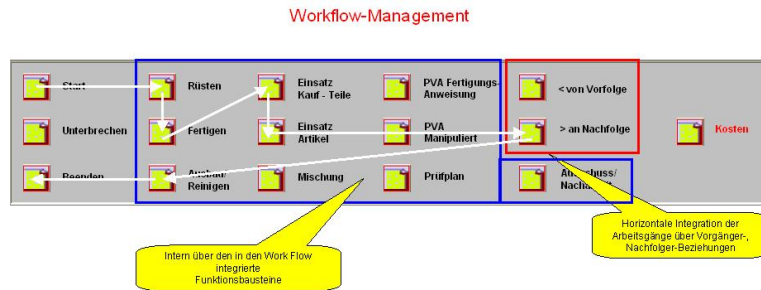 Workflow-Management
Start
Rüsten
Einsatz
Kauf - Teile
PVA Fertigungs-
Anweisung
< von Vorfolge
Unterbrechen
Fertigen
Einsatz
Artikel
PVA
Manipuliert
> an Nachfolge
Kosten
Beenden
Ausbau/
Reinigen
Mischung
Prüfplan
Ausschuss/
Intern über den in den Work Flow
integrierte
Funktionsbausteine
Horizontale Integration der
Arbeitsgänge über Vorgänger-,
Nachfolger-Beziehungen